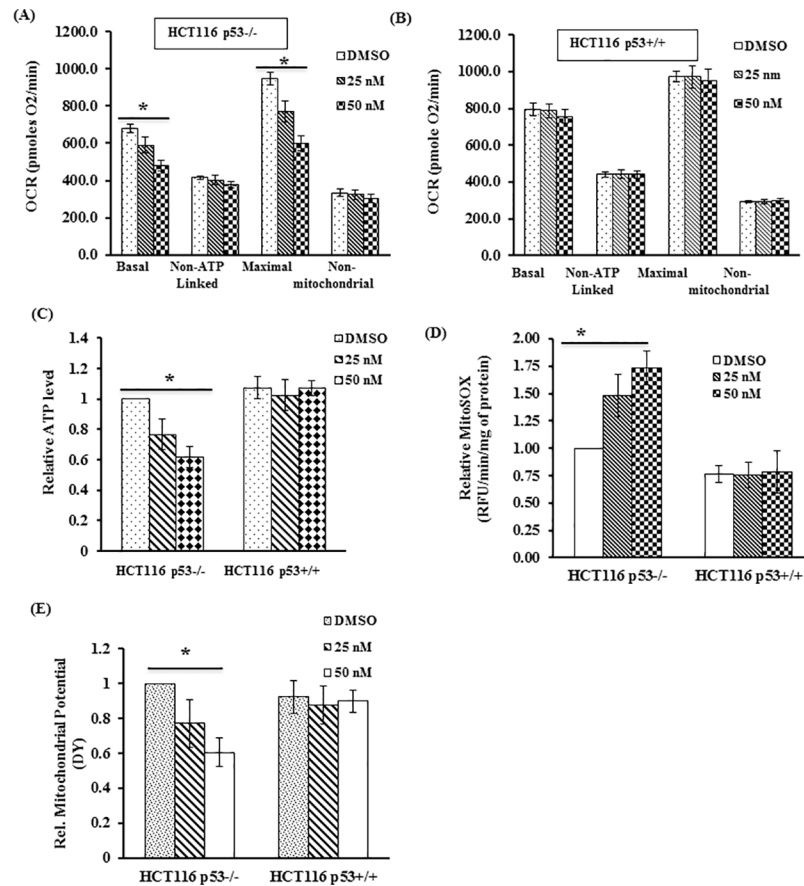 (A)
HCT116 p53-/-
1200.0
1000.0
800.0
600.0
400.0
200.0
0.0
OCR (pmoles O2/min)
*
*
DMSO
25 nM
50 nM
Basal
Non-ATP
Linked
Maximal
Non-
mitochondrial
(B)
HCT116 p53+/+
1200.0
1000.0
800.0
600.0
400.0
200.0
0.0
OCR (pmole O2/min)
DMSO
25 nm
50 nM
Basal
Non-ATP
Linked
Maximal
Non-
mitochondrial
(C)
1.4
1.2
1
0.8
0.6
0.4
0.2
0
Relative ATP level
*
DMSO
25 nM
50 nM
HCT116 p53-/-
HCT116 p53+/+
(D)
2.00
1.75
1.50
1.25
1.00
0.75
0.50
0.25
0.00
Relative MitoSOX
(RFU/min/mg of protein)
*
DMSO
25 nM
50 nM
HCT116 p53-/-
HCT116 p53+/+
(E)
1.2
1
0.8
0.6
0.4
0.2
0
Rel. Mitochondrial Potential
(DY)
*
DMSO
25 nM
50 nM
HCT116 p53-/-
HCT116 p53+/+